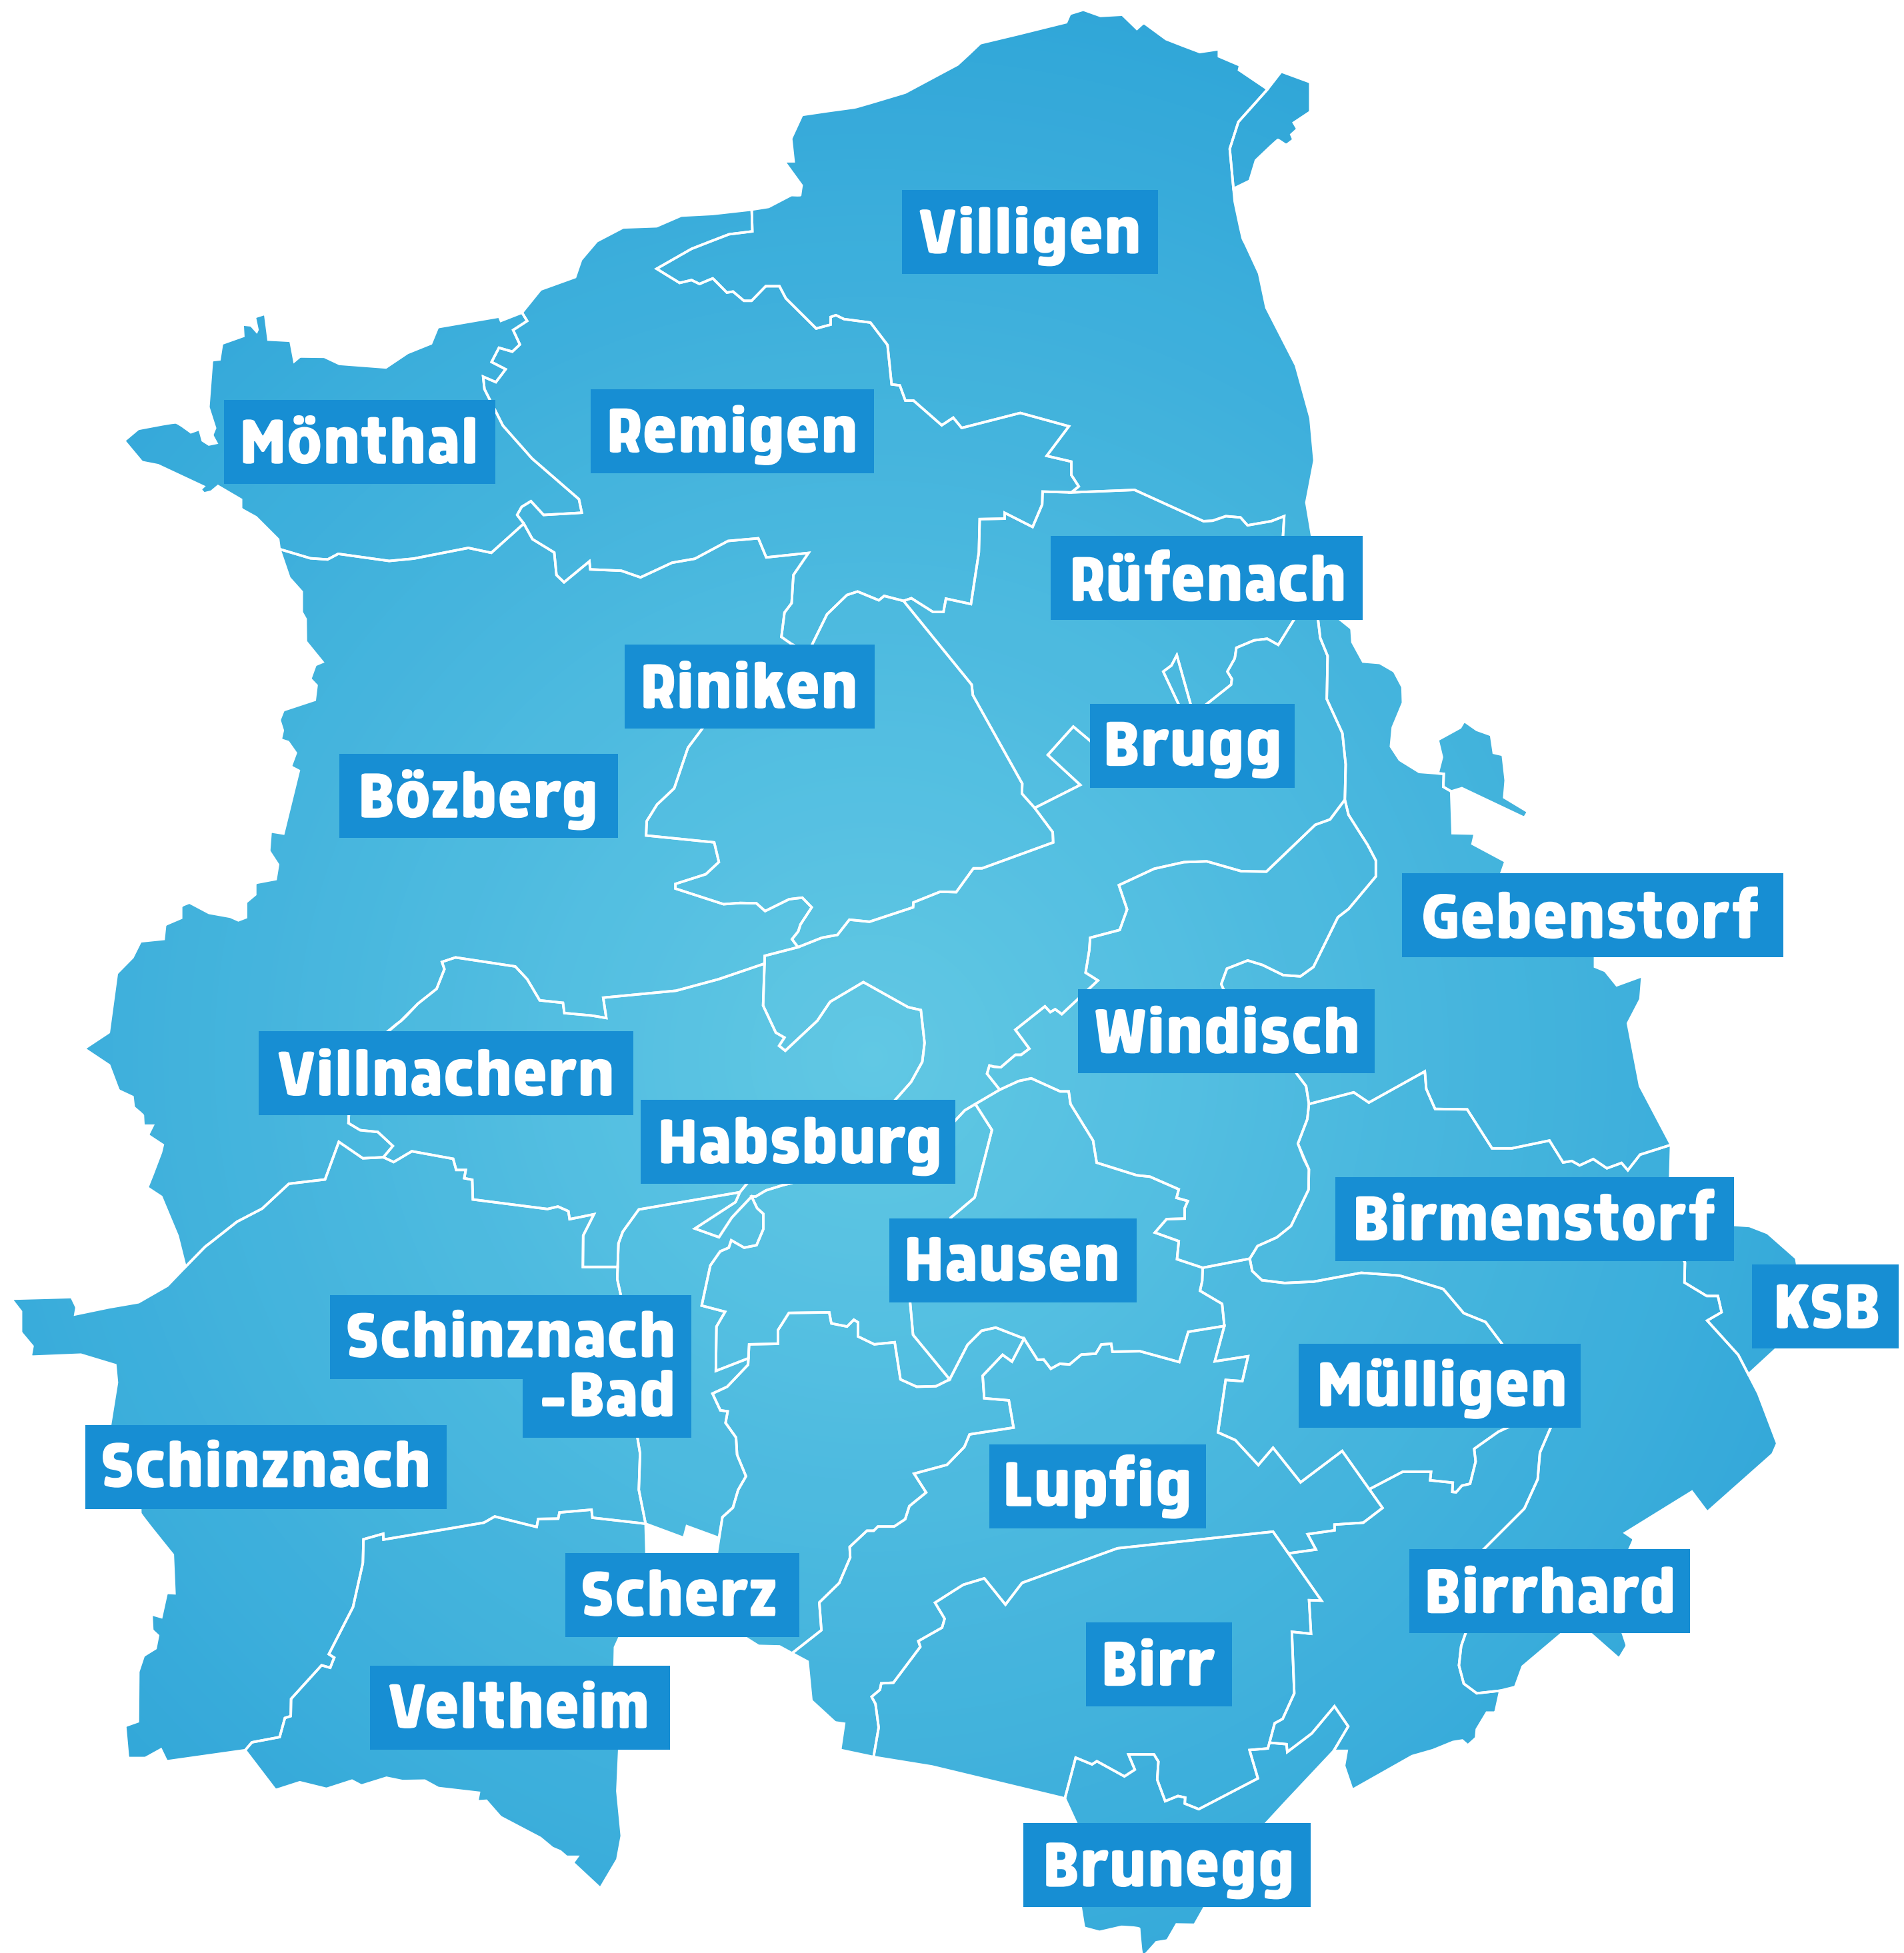 Villigen
Mönthal
Remigen
Rüfenach
Riniken
Brugg
Bözberg
Gebenstorf
Windisch
Villnachern
Habsburg
Birmenstorf
Hausen
KSB
Schinznach
-Bad
Mülligen
Schinznach
Lupfig
Scherz
Birrhard
Birr
Veltheim
Brunegg